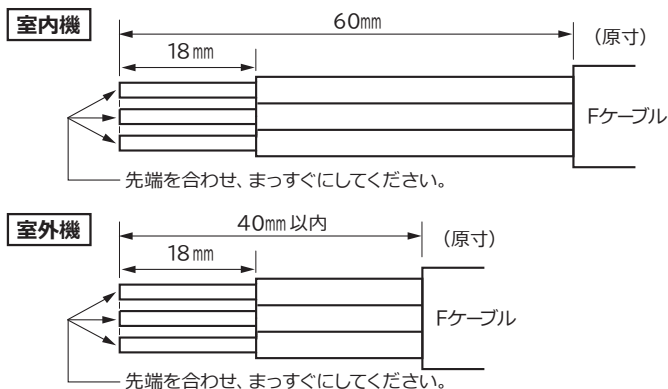 室内機
60㎜
(原寸)
18㎜
Fケーブル
先端を合わせ、まっすぐにしてください。
室外機
40㎜以内
(原寸)
18㎜
Fケーブル
先端を合わせ、まっすぐにしてください。